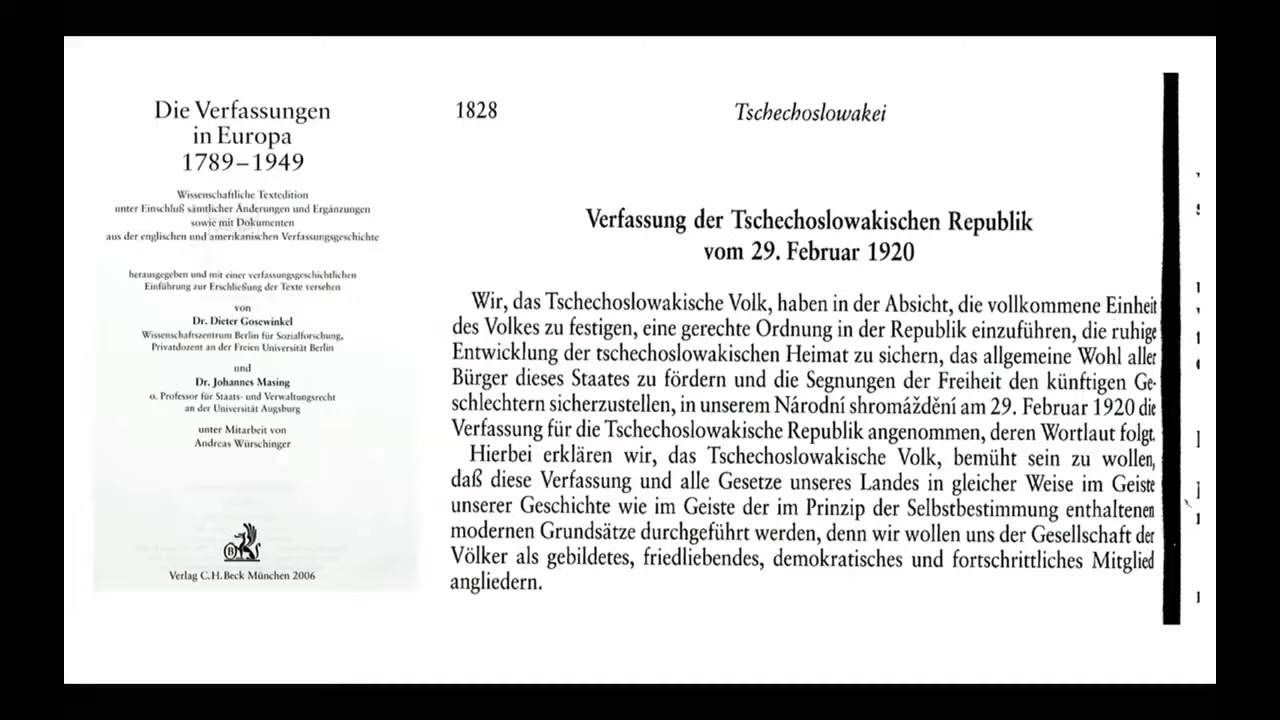 Die Verfassungen
in Europa
1789–1949
Wissenschaftliche Textedition
unter Einschluß sämtlicher Änderungen und Ergänzungen
sowie mit Dokumenten
aus der englischen und amerikanischen Verfassungsgeschichte
herausgegeben und mit einer verfassungsgeschichtlichen
Einführung zur Erschließung der Texte versehen
von
Dr. Dieter Gosewinkel
Wissenschaftszentrum Berlin für Sozialforschung,
Privatdozent an der Freien Universität Berlin
und
Dr. Johannes Masing
o. Professor für Staats- und Verwaltungsrecht
an der Universität Augsburg
unter Mitarbeit von
Andreas Würschinger
B
Verlag C.H.Beck München 2006
1828 Tschechoslowakei
Verfassung der Tschechoslowakischen Republik
vom 29. Februar 1920
Wir, das Tschechoslowakische Volk, haben in der Absicht, die vollkommene Einheit
des Volkes zu festigen, eine gerechte Ordnung in der Republik einzuführen, die ruhige
Entwicklung der tschechoslowakischen Heimat zu sichern, das allgemeine Wohl aller
Bürger dieses Staates zu fördern und die Segnungen der Freiheit den künftigen Ge-
schlechtern sicherzustellen, in unserem Národní shromáždění am 29. Februar 1920 die
Verfassung für die Tschechoslowakische Republik angenommen, deren Wortlaut folgt.
Hierbei erklären wir, das Tschechoslowakische Volk, bemüht sein zu wollen,
daß diese Verfassung und alle Gesetze unseres Landes in gleicher Weise im Geiste
unserer Geschichte wie im Geiste der im Prinzip der Selbstbestimmung enthaltenen
modernen Grundsätze durchgeführt werden, denn wir wollen uns der Gesellschaft der
Völker als gebildetes, friedliebendes, demokratisches und fortschrittliches Mitglied
angliedern.